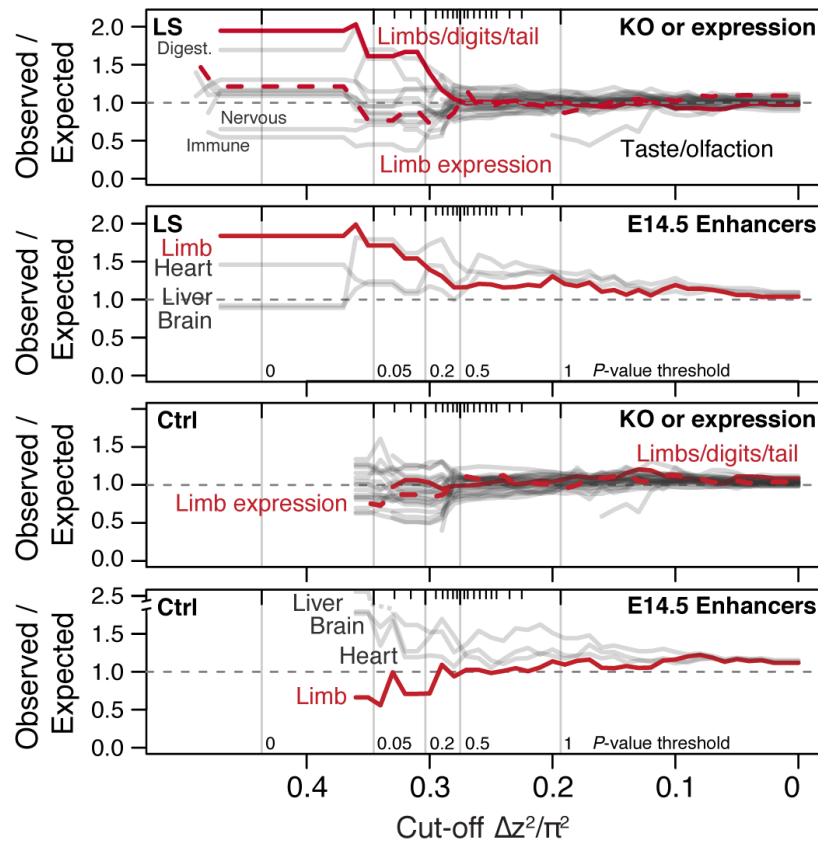 LS
KO or expression
2.0
Digest.
Limbs/digits/tail
1.5
1.0
Nervous
0.5
Immune
Limb expression
Taste/olfaction
0.0
Observed /
Expected
LS
E14.5 Enhancers
2.0
Limb
1.5
Heart
1.0
Liver
Brain
0.5
0.0
0
0.05
0.2
0.5
1
P-value threshold
Observed /
Expected
Ctrl
KO or expression
1.5
Limbs/digits/tail
1.0
Limb expression
0.5
0.0
Observed /
Expected
2.5
Ctrl
Liver
E14.5 Enhancers
Brain
1.5
Heart
1.0
Limb
0.5
0.0
0
0.05
0.2
0.5
1
P-value threshold
Observed /
Expected
0.4
0.3
0.2
0.1
0
Cut-off Δz²/π²